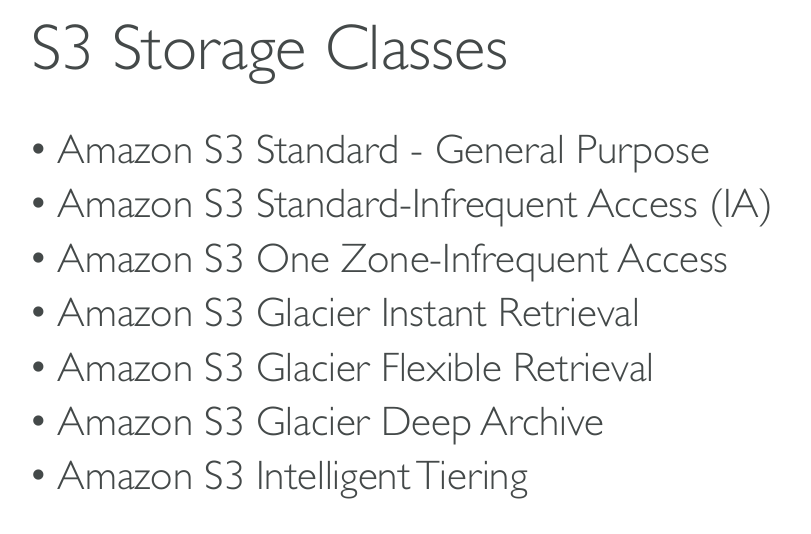 S3 Storage Classes
• Amazon S3 Standard - General Purpose
• Amazon S3 Standard-Infrequent Access (IA)
• Amazon S3 One Zone-Infrequent Access
• Amazon S3 Glacier Instant Retrieval
• Amazon S3 Glacier Flexible Retrieval
• Amazon S3 Glacier Deep Archive
• Amazon S3 Intelligent Tiering